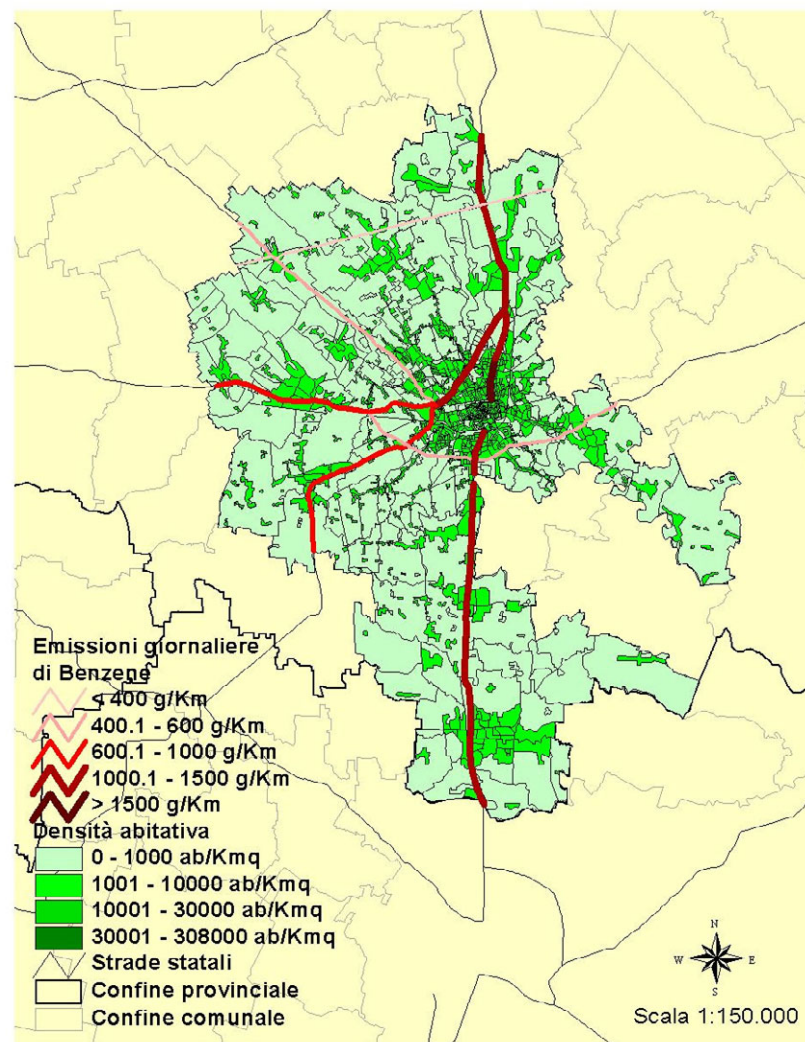 Emissioni giornaliere
di Benzene
< 400 g/Km
400.1 - 600 g/Km
600.1 - 1000 g/Km
1000.1 - 1500 g/Km
> 1500 g/Km
Densità abitativa
0 - 1000 ab/Kmq
1001 - 10000 ab/Kmq
10001 - 30000 ab/Kmq
30001 - 308000 ab/Kmq
Strade statali
Confine provinciale
Confine comunale
N
W E
S
Scala 1:150.000